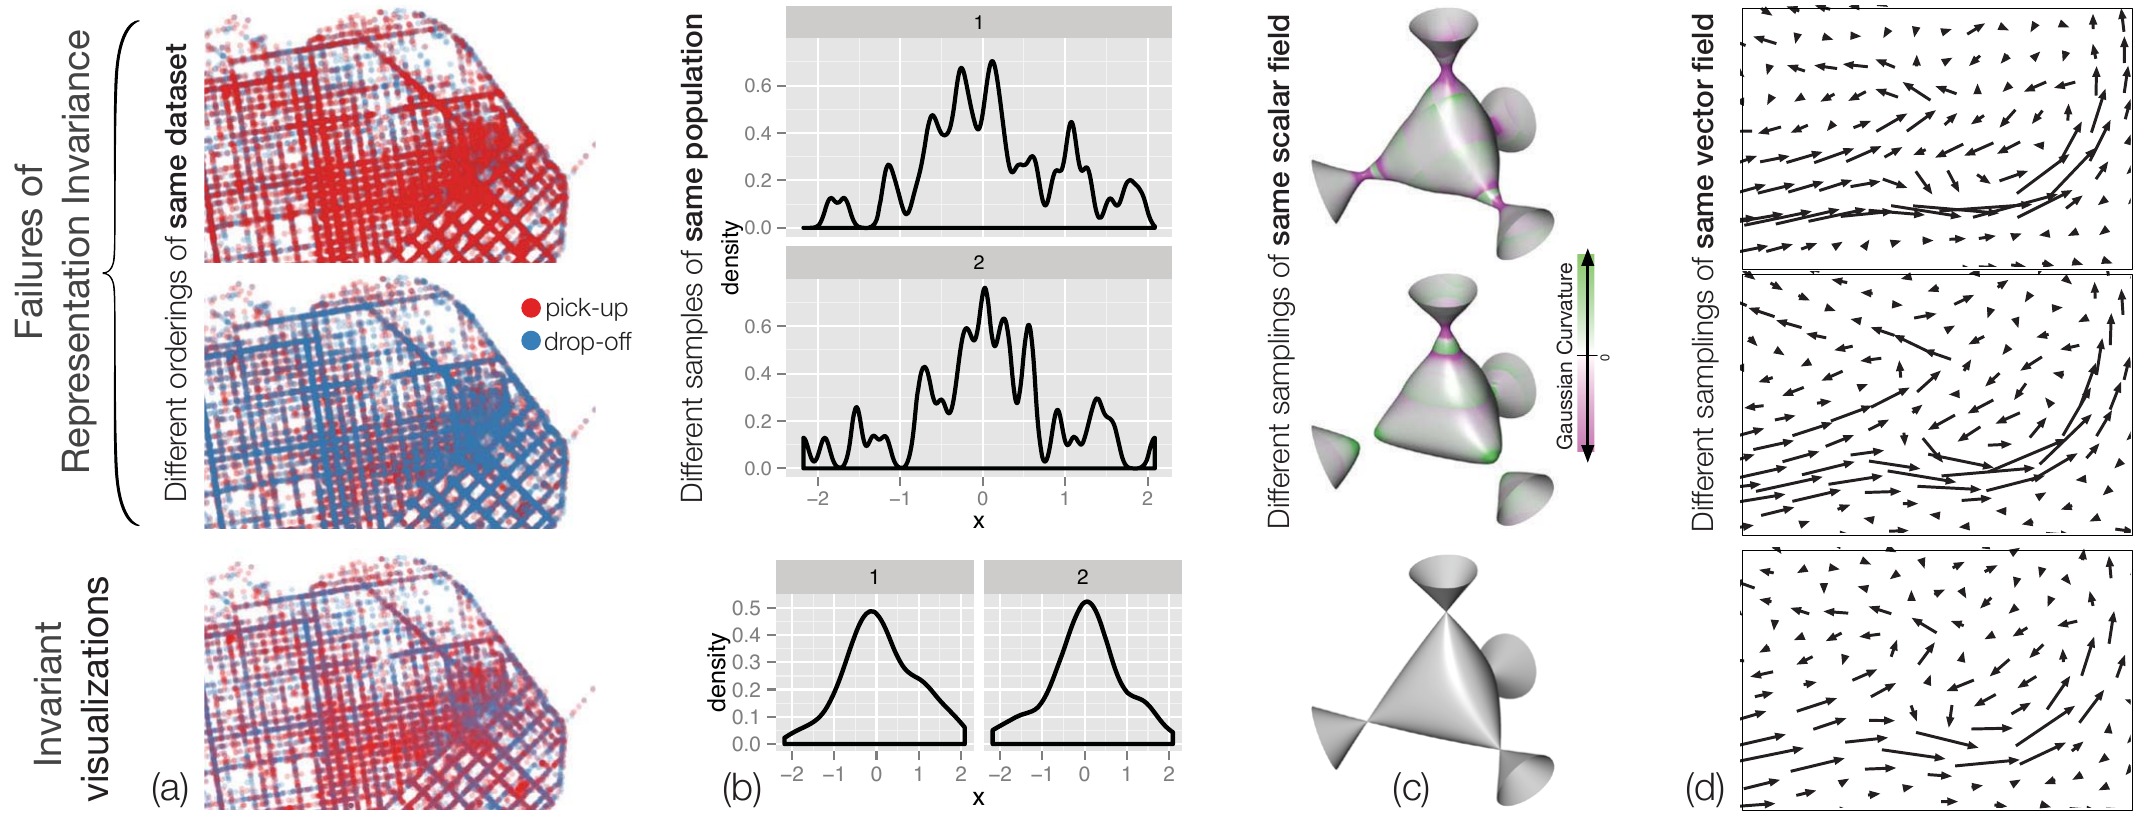 Failures of
Representation Invariance
Invariant
visualizations
Different orderings of same dataset
pick-up
drop-off
(a)
Different samples of same population
1
0.6
0.4
0.2
0.0
density
2
0.6
0.4
0.2
0.0
−2 −1 0 1 2
x
1 2
0.5
0.4
0.3
0.2
0.1
0.0
density
−2 −1 0 1 2 −2 −1 0 1 2
x
(b)
Different samplings of same scalar field
Gaussian Curvature
0
(c)
Different samplings of same vector field
(d)